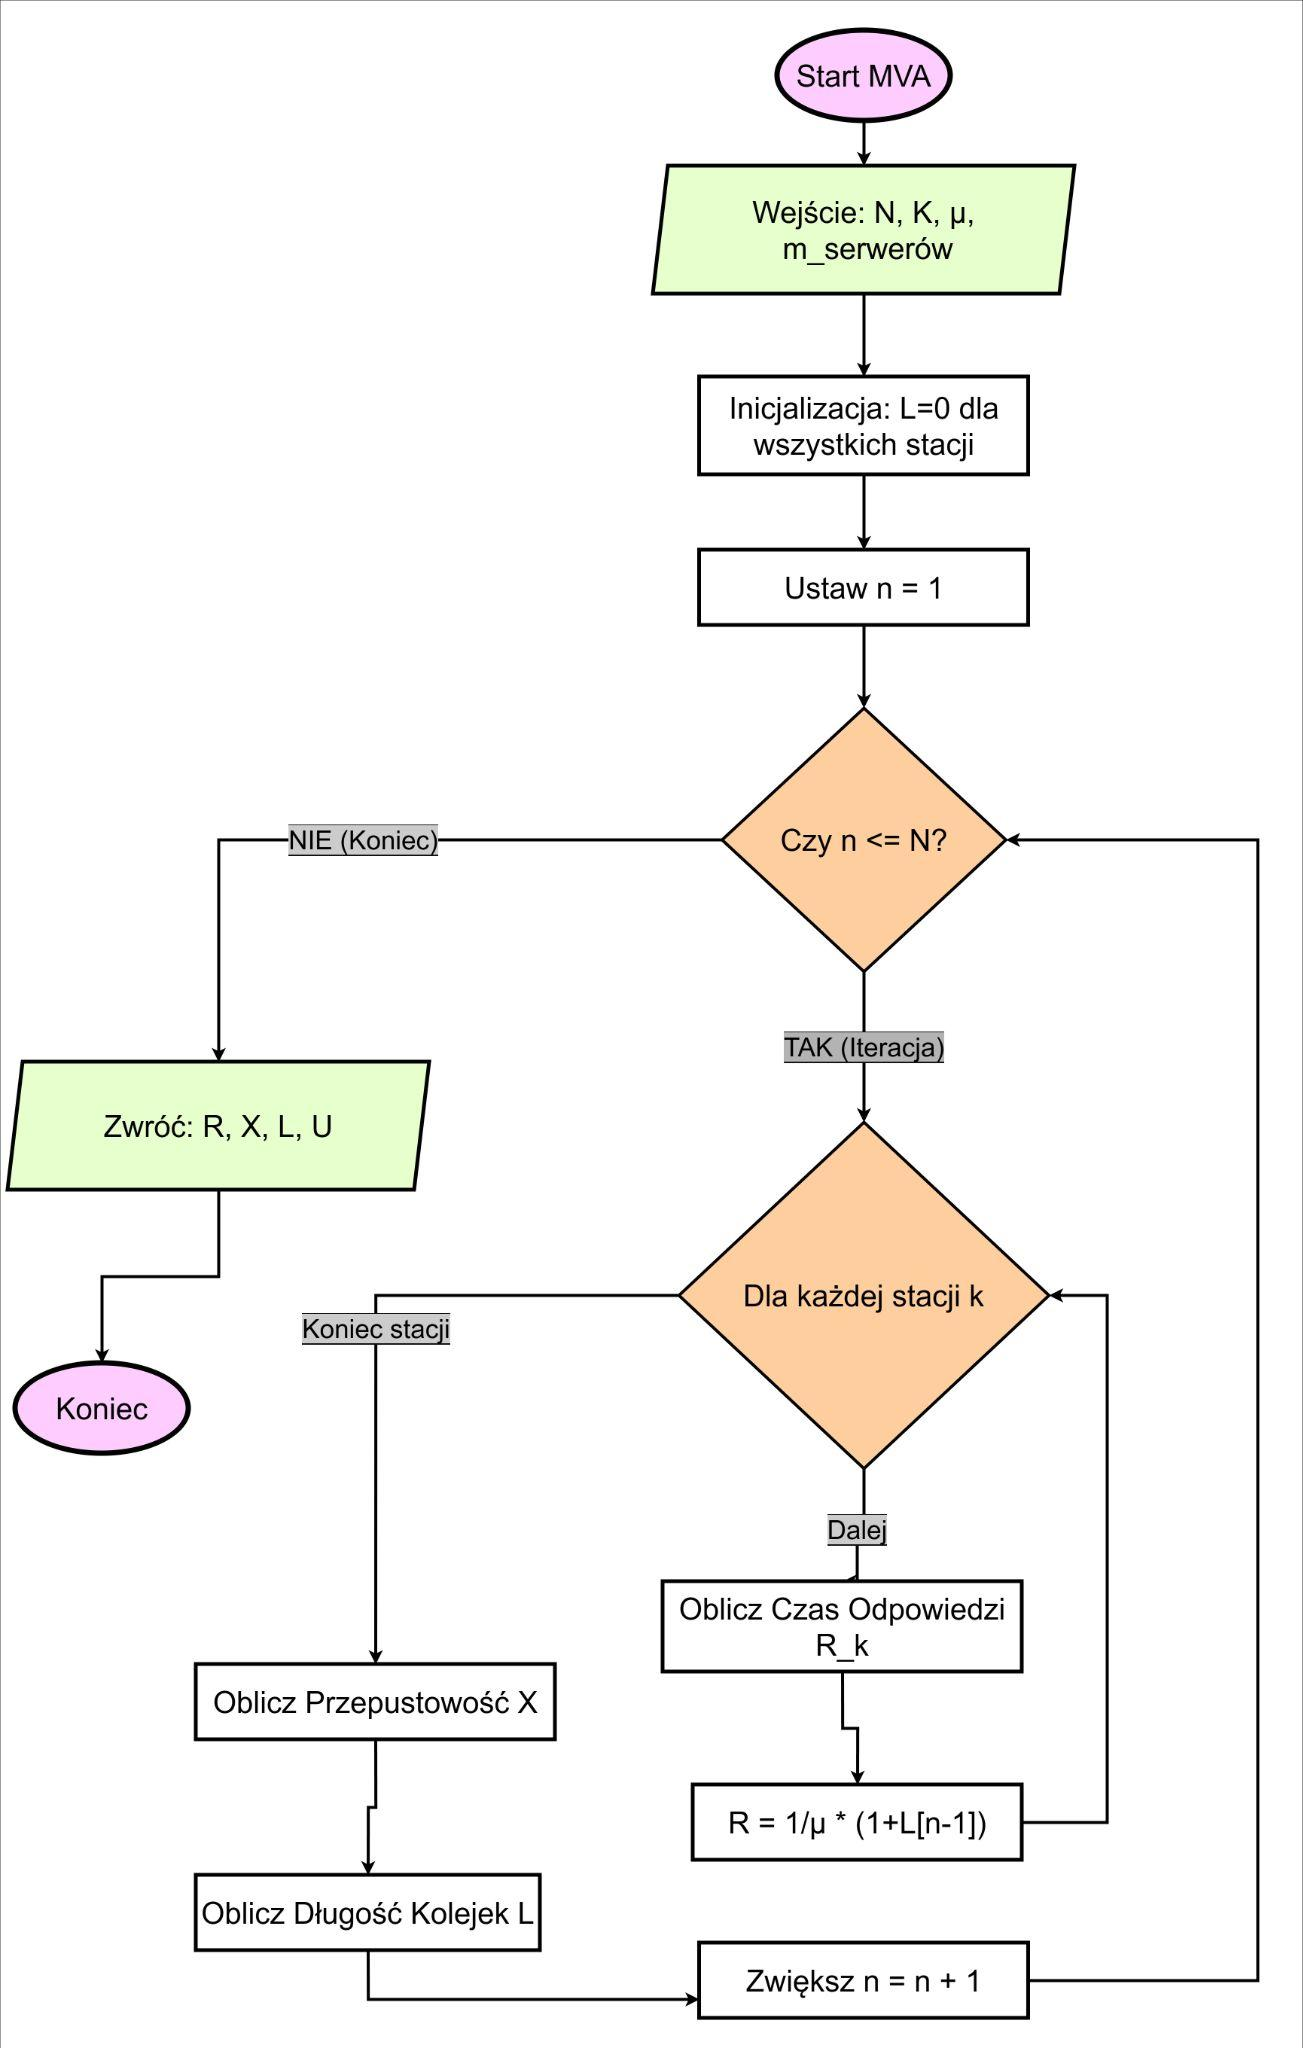 Start MVA
Wejście: N, K, μ,
m_serwerów
Inicjalizacja: L=0 dla
wszystkich stacji
Ustaw n = 1
Czy n <= N?
NIE (Koniec)
TAK (Iteracja)
Zwróć: R, X, L, U
Koniec
Dla każdej stacji k
Koniec stacji
Dalej
Oblicz Czas Odpowiedzi
R_k
Oblicz Przepustowość X
R = 1/μ * (1+L[n-1])
Oblicz Długość Kolejek L
Zwiększ n = n + 1